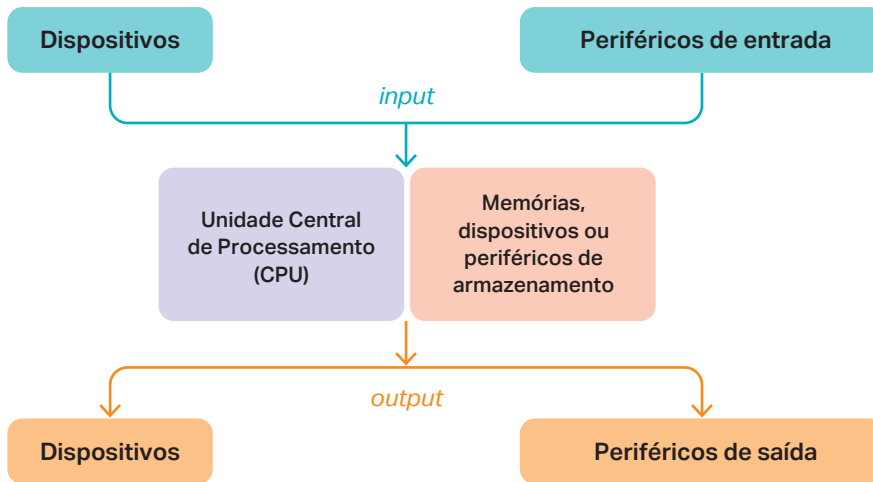 Dispositivos
Periféricos de entrada
input
Unidade Central
de Processamento
(CPU)
Memórias,
dispositivos ou
periféricos de
armazenamento
output
Dispositivos
Periféricos de saída